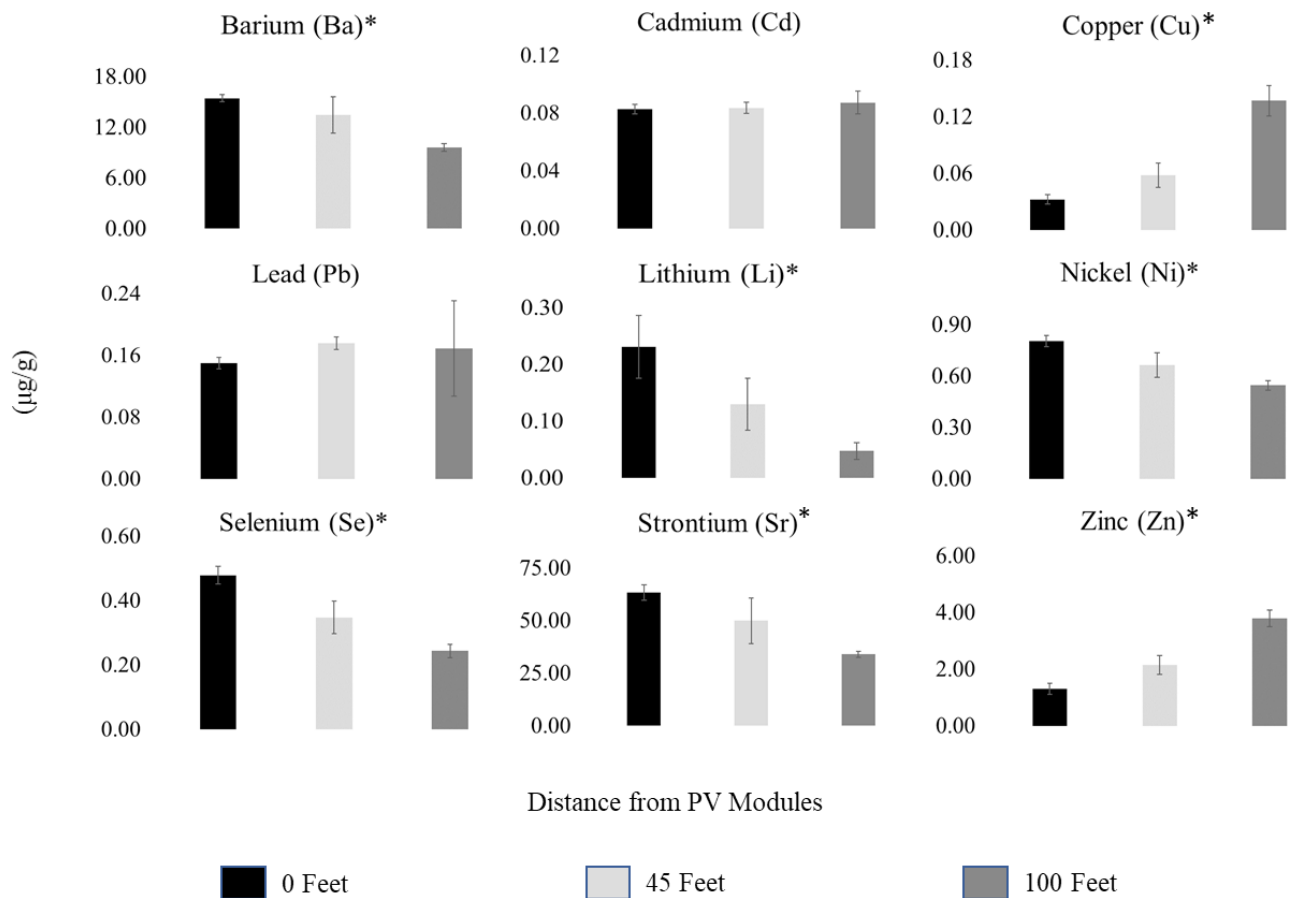 Barium (Ba)*
Cadmium (Cd)
Copper (Cu)*
18.00
12.00
6.00
0.00
0.12
0.08
0.04
0.00
0.18
0.12
0.06
0.00
Lead (Pb)
Lithium (Li)*
Nickel (Ni)*
0.24
0.16
0.08
0.00
0.30
0.20
0.10
0.00
0.90
0.60
0.30
0.00
(µg/g)
Selenium (Se)*
Strontium (Sr)*
Zinc (Zn)*
0.60
0.40
0.20
0.00
75.00
50.00
25.00
0.00
6.00
4.00
2.00
0.00
Distance from PV Modules
0 Feet
45 Feet
100 Feet